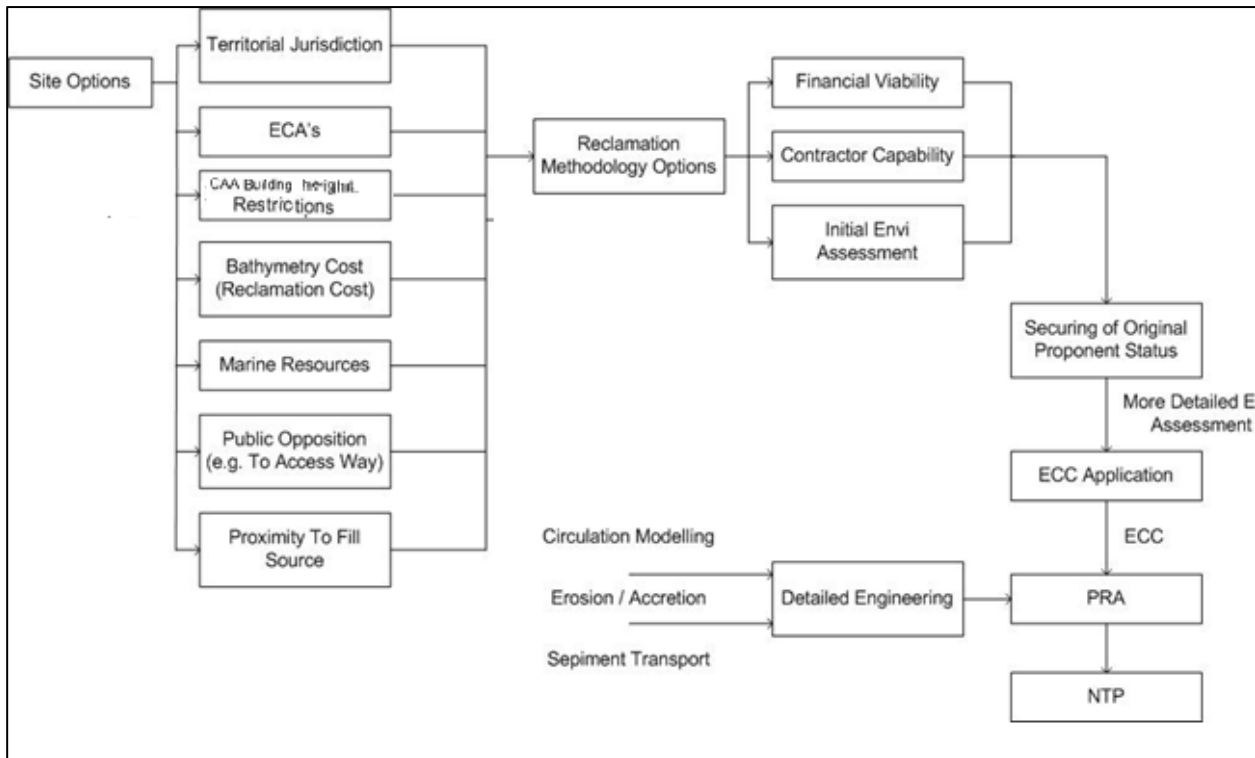 Site Options
Territorial Jurisdiction
ECA's
CAA Building height.
Restrictions
Bathymetry Cost
(Reclamation Cost)
Marine Resources
Public Opposition
(e.g. To Access Way)
Proximity To Fill
Source
Reclamation
Methodology Options
Financial Viability
Contractor Capability
Initial Envi
Assessment
Securing of Original
Proponent Status
More Detailed E
Assessment
ECC Application
ECC
Circulation Modelling
Erosion / Accretion
Sepiment Transport
Detailed Engineering
PRA
NTP